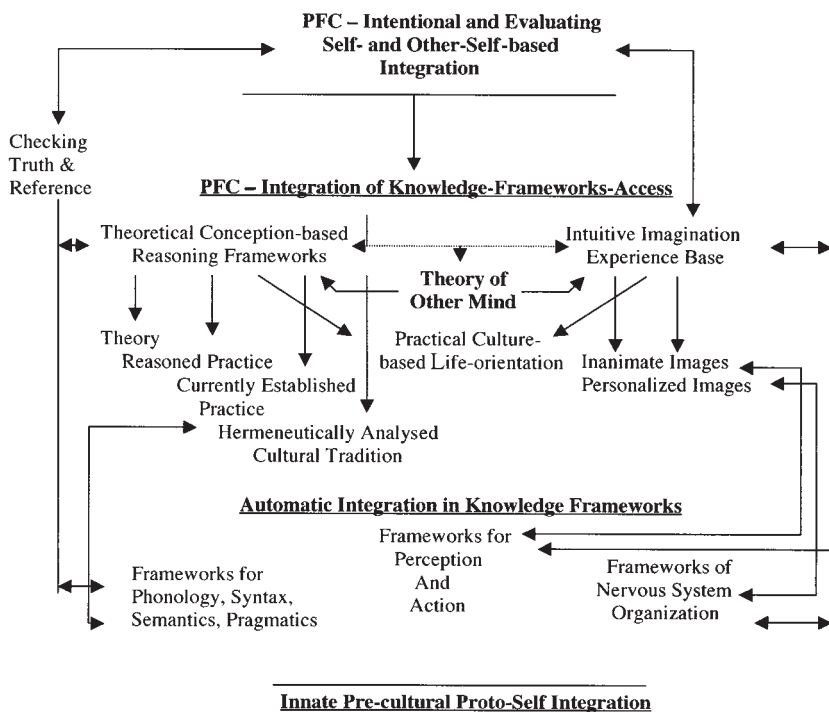 PFC – Intentional and Evaluating
Self- and Other-Self-based
Integration
Checking
Truth &
Reference
PFC – Integration of Knowledge-Frameworks-Access
Theoretical Conception-based
Reasoning Frameworks
Intuitive Imagination
Experience Base
Theory of
Other Mind
Theory
Reasoned Practice
Currently Established
Practice
Hermeneutically Analysed
Cultural Tradition
Practical Culture-
based Life-orientation
Inanimate Images
Personalized Images
Automatic Integration in Knowledge Frameworks
Frameworks for
Perception
And
Action
Frameworks for
Phonology, Syntax,
Semantics, Pragmatics
Frameworks of
Nervous System
Organization
Innate Pre-cultural Proto-Self Integration